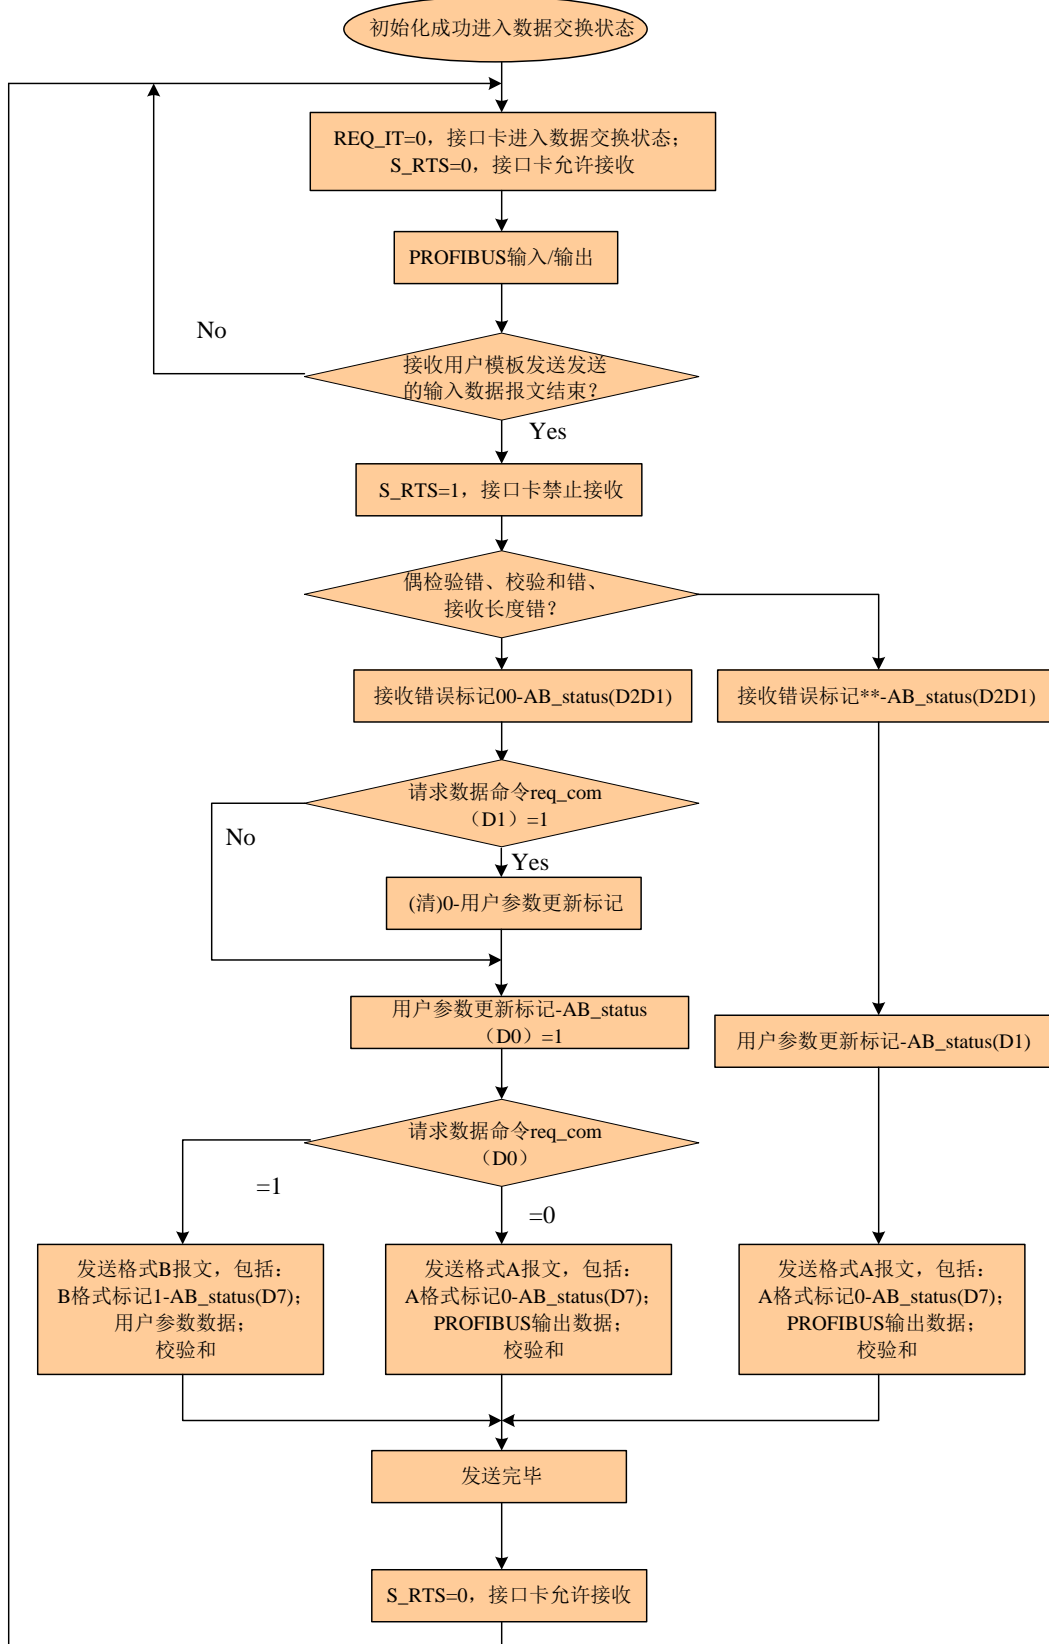 初始化成功进入数据交换状态
REQ_IT=0，接口卡进入数据交换状态；
S_RTS=0，接口卡允许接收
PROFIBUS输入/输出
No
接收用户模板发送发送
的输入数据报文结束？
Yes
S_RTS=1，接口卡禁止接收
偶检验错、校验和错、
接收长度错？
接收错误标记00-AB_status(D2D1)
接收错误标记**-AB_status(D2D1)
请求数据命令req_com
（D1）=1
No
Yes
(清)0-用户参数更新标记
用户参数更新标记-AB_status
（D0）=1
用户参数更新标记-AB_status(D1)
请求数据命令req_com
（D0）
=1
=0
发送格式B报文，包括：
B格式标记1-AB_status(D7)；
用户参数数据；
校验和
发送格式A报文，包括：
A格式标记0-AB_status(D7)；
PROFIBUS输出数据；
校验和
发送格式A报文，包括：
A格式标记0-AB_status(D7)；
PROFIBUS输出数据；
校验和
发送完毕
S_RTS=0，接口卡允许接收